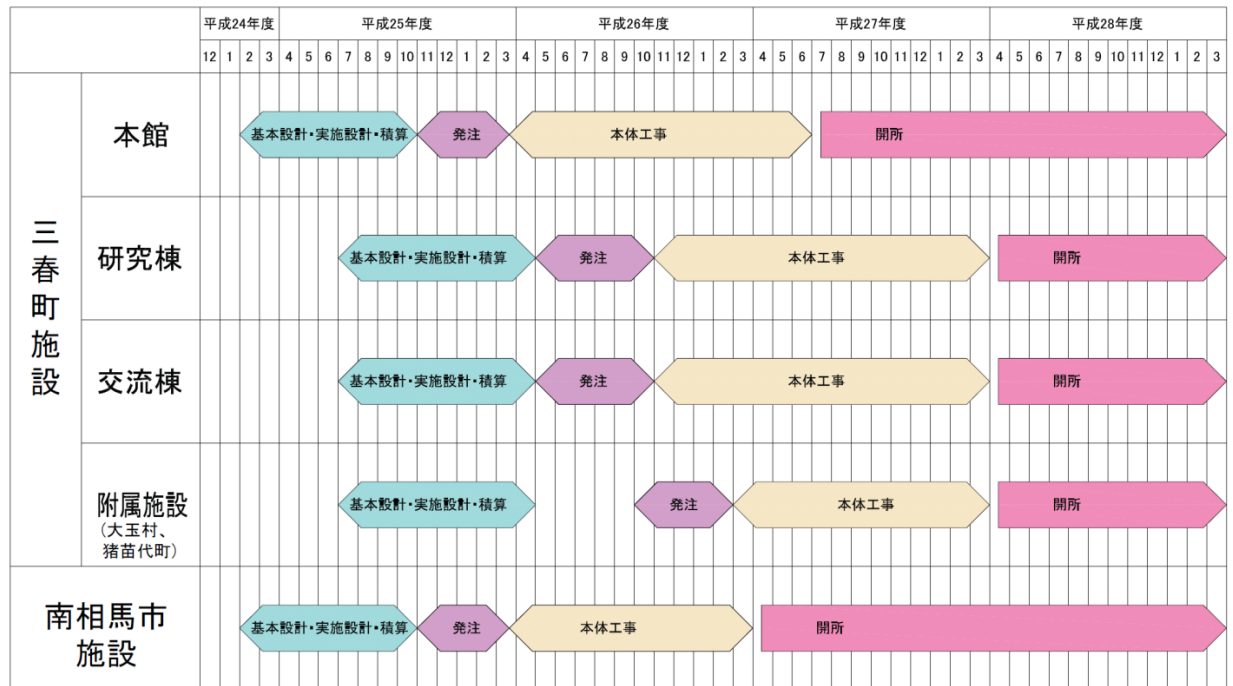 平成24年度 平成25年度 平成26年度 平成27年度 平成28年度
12 1 2 3 4 5 6 7 8 9 10 11 12 1 2 3 4 5 6 7 8 9 10 11 12 1 2 3 4 5 6 7 8 9 10 11 12 1 2 3 4 5 6 7 8 9 10 11 12 1 2 3
三春町施設
本館 基本設計・実施設計・積算 発注 本体工事 開所
研究棟 基本設計・実施設計・積算 発注 本体工事 開所
交流棟 基本設計・実施設計・積算 発注 本体工事 開所
附属施設 基本設計・実施設計・積算 発注 本体工事 開所
(大玉村、
猪苗代町)
南相馬市 基本設計・実施設計・積算 発注 本体工事 開所
施設